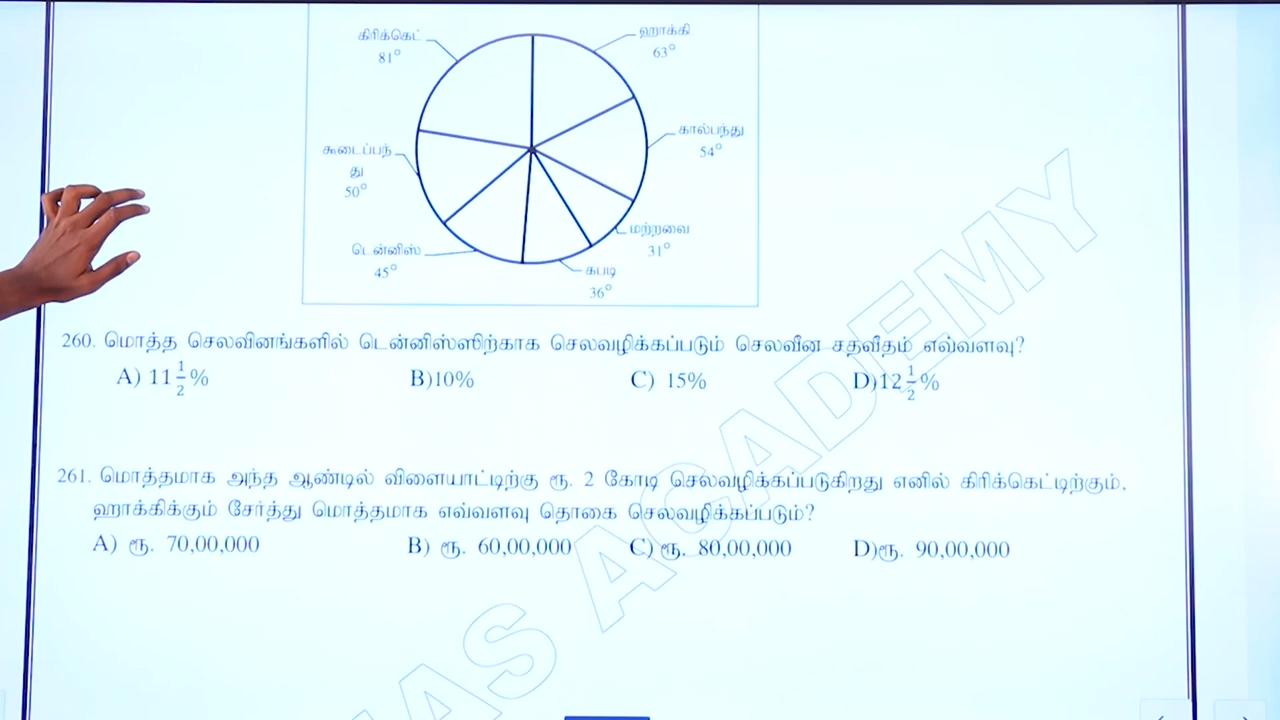 கிரிக்கெட்
81°
ஹாக்கி
63°
கால்பந்து
54°
கூடைப்பந்
து
50°
மற்றவை
31°
டென்னிஸ்
45°
கபடி
36°
260. மொத்த செலவினங்களில் டென்னிஸ்ஸிற்காக செலவழிக்கப்படும் செலவீன சதவீதம் எவ்வளவு?
A) 11 1/2 % B)10% C) 15% D)12 1/2 %
261. மொத்தமாக அந்த ஆண்டில் விளையாட்டிற்கு ரூ. 2 கோடி செலவழிக்கப்படுகிறது எனில் கிரிக்கெட்டிற்கும்,
ஹாக்கிக்கும் சேர்த்து மொத்தமாக எவ்வளவு தொகை செலவழிக்கப்படும்?
A) ரூ. 70,00,000 B) ரூ. 60,00,000 C) ரூ. 80,00,000 D)ரூ. 90,00,000
IAS ACADEMY